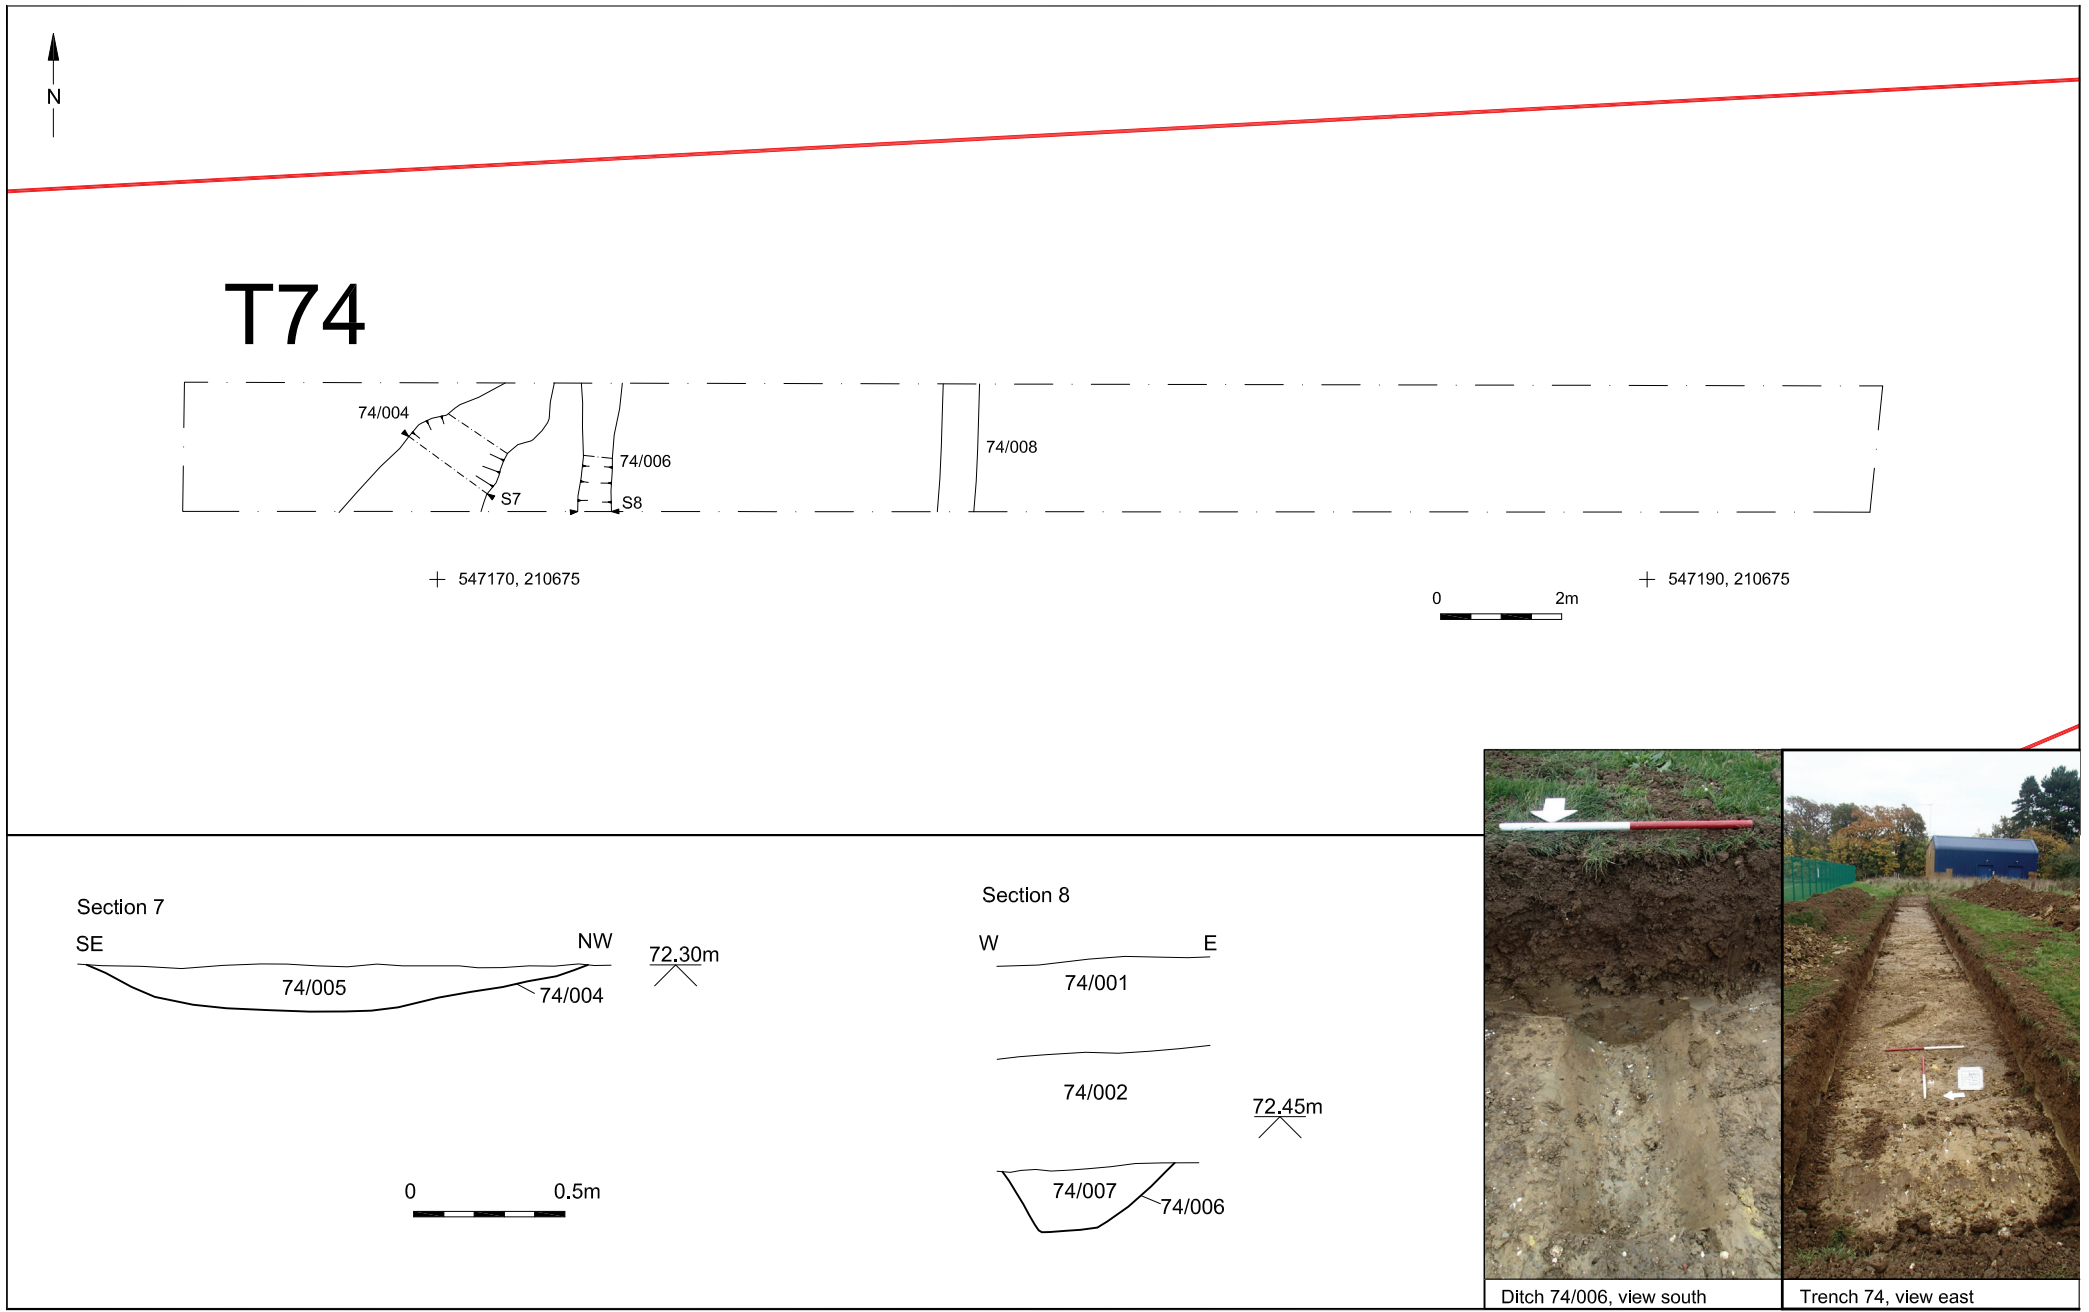 N
T74
74/004
74/006
74/008
S7
S8
547170, 210675
547190, 210675
0 2m
Section 7
SE NW
72.30m
74/005
74/004
0 0.5m
Section 8
W E
74/001
74/002
72.45m
74/007
74/006
Ditch 74/006, view south
Trench 74, view east